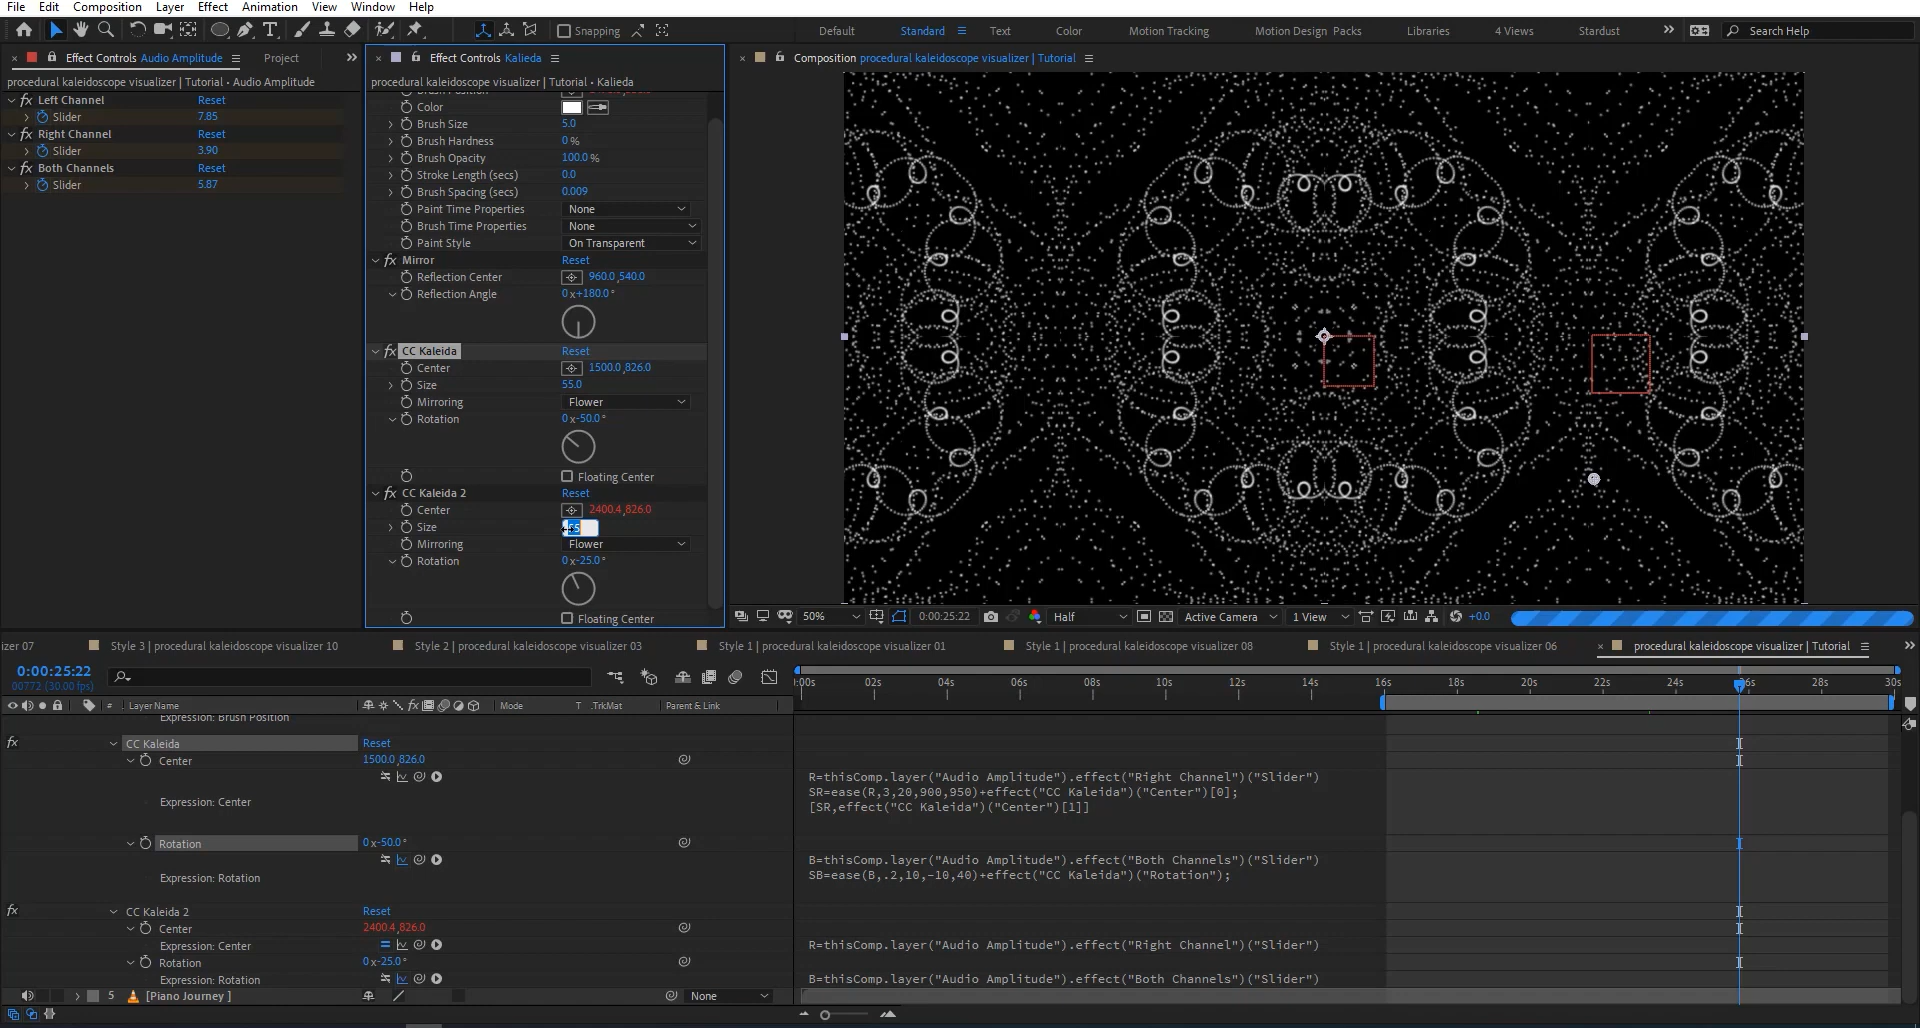 File Edit Composition Layer Effect Animation View Window Help
Snapping Default Standard Text Color Motion Tracking Motion Design Packs Libraries 4 Views Stardust Search Help
Effect Controls Audio Amplitude Project
procedural kaleidoscope visualizer | Tutorial • Audio Amplitude
fx Left Channel Reset
Slider 7.85
fx Right Channel Reset
Slider 3.90
fx Both Channels Reset
Slider 5.87
Effect Controls Kalieda
procedural kaleidoscope visualizer | Tutorial • Kalieda
Brush Position
Color
Brush Size 5.0
Brush Hardness 0 %
Brush Opacity 100.0 %
Stroke Length (secs) 0.0
Brush Spacing (secs) 0.009
Paint Time Properties None
Brush Time Properties None
Paint Style On Transparent
fx Mirror Reset
Reflection Center 960.0,540.0
Reflection Angle 0x+180.0°
fx CC Kaleida Reset
Center 1500.0,826.0
Size 55.0
Mirroring Flower
Rotation 0x-50.0°
Floating Center
fx CC Kaleida 2 Reset
Center 2400.4,826.0
Size
Mirroring Flower
Rotation 0x-25.0°
Floating Center
Composition procedural kaleidoscope visualizer | Tutorial
50% 0:00:25:22 Half Active Camera 1 View +0.0
izer 07 Style 3 | procedural kaleidoscope visualizer 10 Style 2 | procedural kaleidoscope visualizer 03 Style 1 | procedural kaleidoscope visualizer 01 Style 1 | procedural kaleidoscope visualizer 08 Style 1 | procedural kaleidoscope visualizer 06 procedural kaleidoscope visualizer | Tutorial
0:00:25:22
00772 (30.00 fps)
:00s 02s 04s 06s 08s 10s 12s 14s 16s 18s 20s 22s 24s 26s 28s 30s
# Layer Name Mode T .TrkMat Parent & Link
Expression: Brush Position
fx CC Kaleida Reset
Center 1500.0,826.0
Expression: Center
R=thisComp.layer("Audio Amplitude").effect("Right Channel")("Slider")
SR=ease(R,3,20,900,950)+effect("CC Kaleida")("Center")[0];
[SR,effect("CC Kaleida")("Center")[1]]
Rotation 0x-50.0°
Expression: Rotation
B=thisComp.layer("Audio Amplitude").effect("Both Channels")("Slider")
SB=ease(B,.2,10,-10,40)+effect("CC Kaleida")("Rotation");
fx CC Kaleida 2 Reset
Center 2400.4,826.0
Expression: Center R=thisComp.layer("Audio Amplitude").effect("Right Channel")("Slider")
Rotation 0x-25.0°
Expression: Rotation B=thisComp.layer("Audio Amplitude").effect("Both Channels")("Slider")
5 [Piano Journey ] None